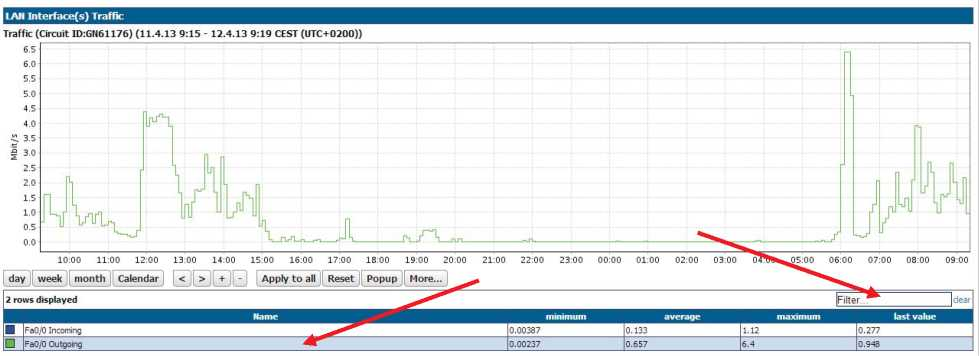 LAN Interface(s) Traffic
Traffic (Circuit ID:GN61176) (11.4.13 9:15 - 12.4.13 9:19 CEST (UTC+0200))
6.5
6.0
5.5
5.0
4.5
4.0
3.5
3.0
2.5
2.0
1.5
1.0
0.5
0.0
Mbit/s
10:00 11:00 12:00 13:00 14:00 15:00 16:00 17:00 18:00 19:00 20:00 21:00 22:00 23:00 00:00 01:00 02:00 03:00 04:00 05:00 06:00 07:00 08:00 09:00
day week month Calendar < > + - Apply to all Reset Popup More...
2 rows displayed Filter... clear
Name minimum average maximum last value
Fa0/0 Incoming 0.00387 0.133 1.12 0.277
Fa0/0 Outgoing 0.00237 0.657 6.4 0.948